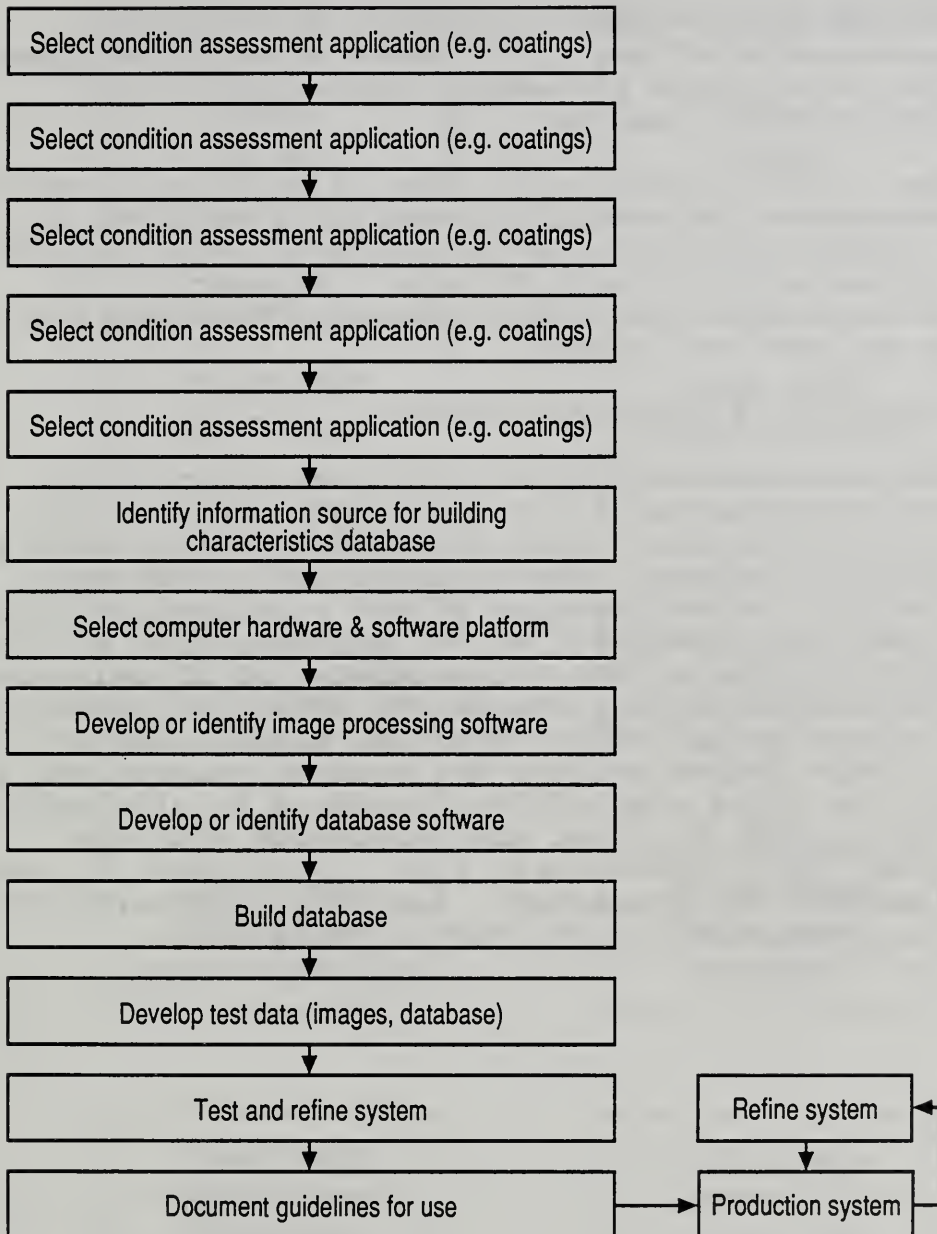 Select condition assessment application (e.g. coatings)
Select condition assessment application (e.g. coatings)
Select condition assessment application (e.g. coatings)
Select condition assessment application (e.g. coatings)
Select condition assessment application (e.g. coatings)
Identify information source for building
characteristics database
Select computer hardware & software platform
Develop or identify image processing software
Develop or identify database software
Build database
Develop test data (images, database)
Test and refine system
Refine system
Document guidelines for use
Production system